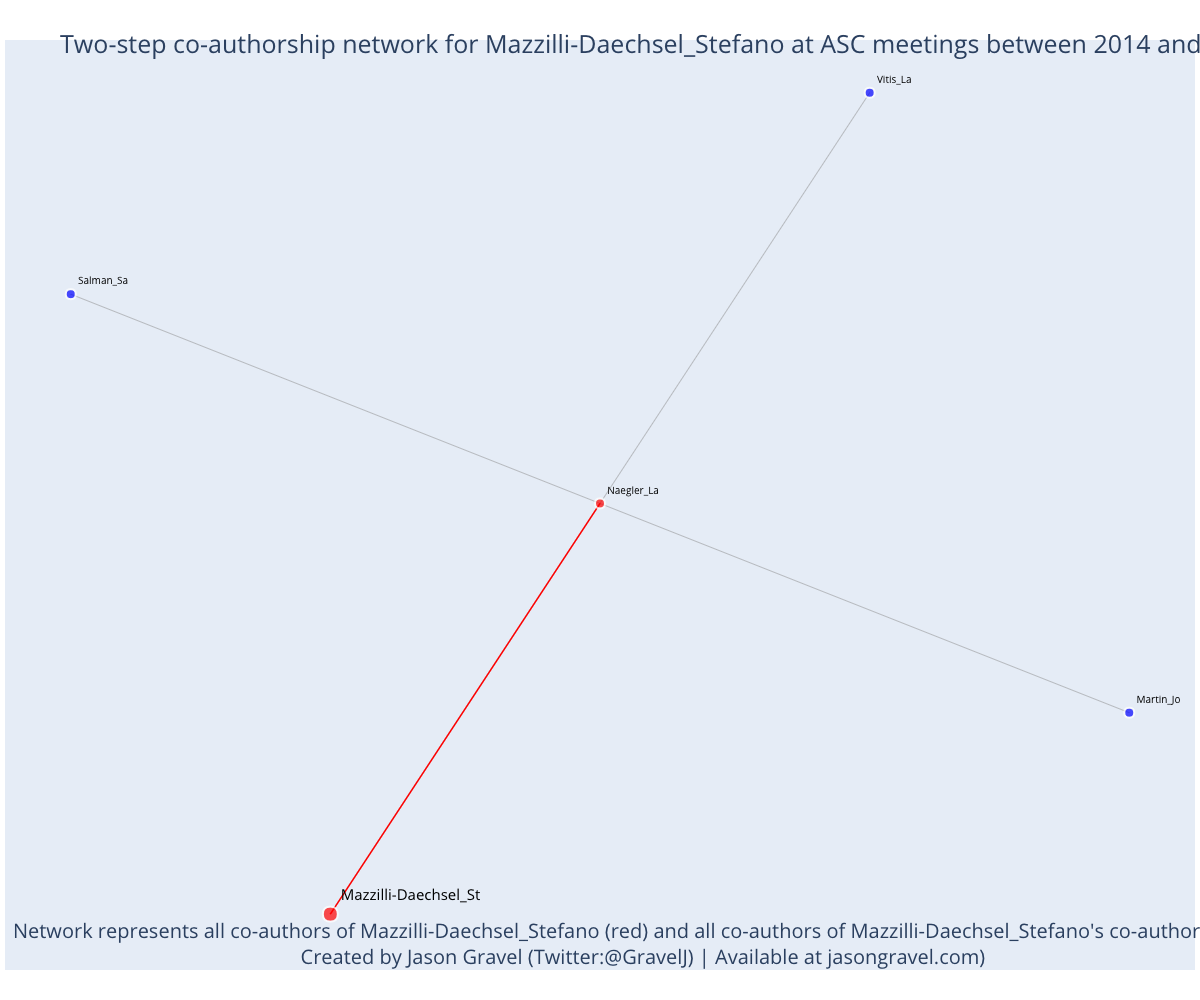 Two-step co-authorship network for Mazzilli-Daechsel_Stefano at ASC meetings between 2014 and
Vitis_La
Salman_Sa
Naegler_La
Martin_Jo
Mazzilli-Daechsel_St
Network represents all co-authors of Mazzilli-Daechsel_Stefano (red) and all co-authors of Mazzilli-Daechsel_Stefano's co-author
Created by Jason Gravel (Twitter:@GravelJ) | Available at jasongravel.com)